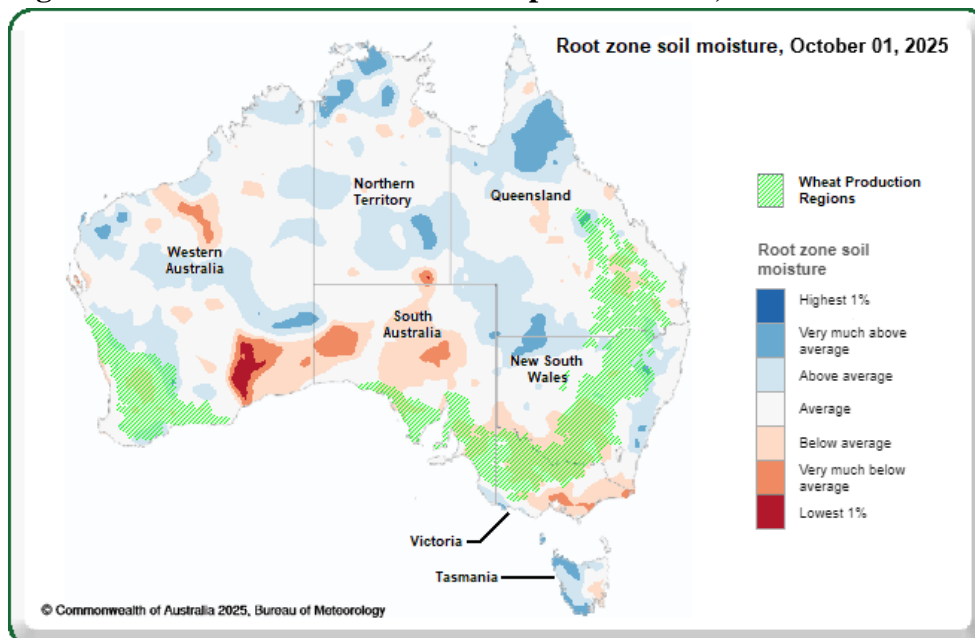 Root zone soil moisture, October 01, 2025
Northern
Territory
Queensland
Western
Australia
South
Australia
New South
Wales
Victoria
Tasmania
Wheat Production
Regions
Root zone soil
moisture
Highest 1%
Very much above
average
Above average
Average
Below average
Very much below
average
Lowest 1%
© Commonwealth of Australia 2025, Bureau of Meteorology